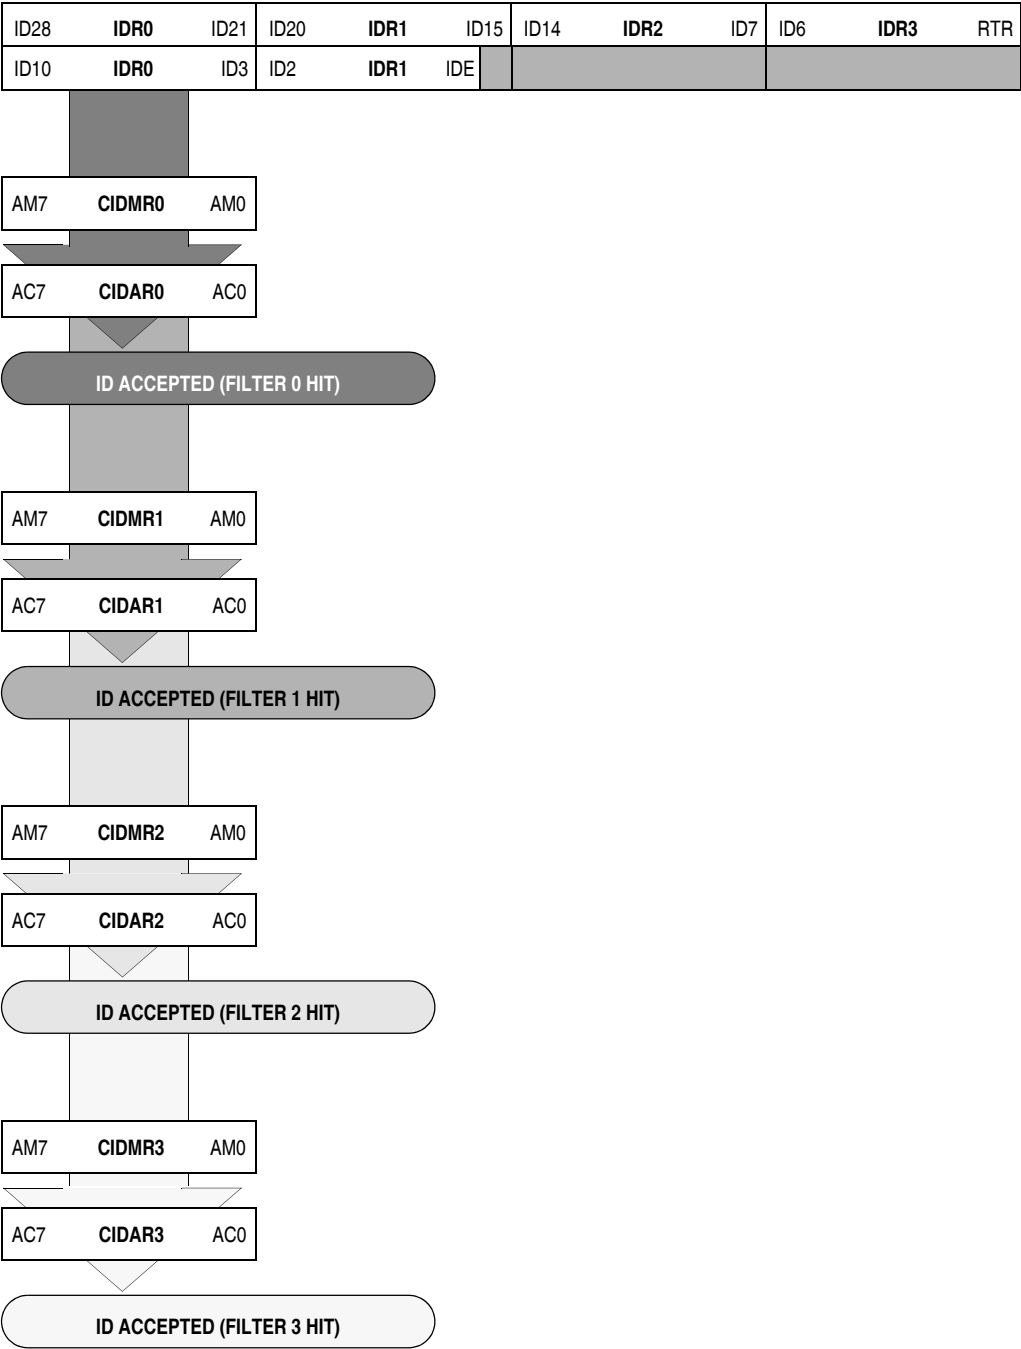 ID28 IDR0 ID21 ID20 IDR1 ID15 ID14 IDR2 ID7 ID6 IDR3 RTR
ID10 IDR0 ID3 ID2 IDR1 IDE
AM7 CIDMR0 AM0
AC7 CIDAR0 AC0
ID ACCEPTED (FILTER 0 HIT)
AM7 CIDMR1 AM0
AC7 CIDAR1 AC0
ID ACCEPTED (FILTER 1 HIT)
AM7 CIDMR2 AM0
AC7 CIDAR2 AC0
ID ACCEPTED (FILTER 2 HIT)
AM7 CIDMR3 AM0
AC7 CIDAR3 AC0
ID ACCEPTED (FILTER 3 HIT)